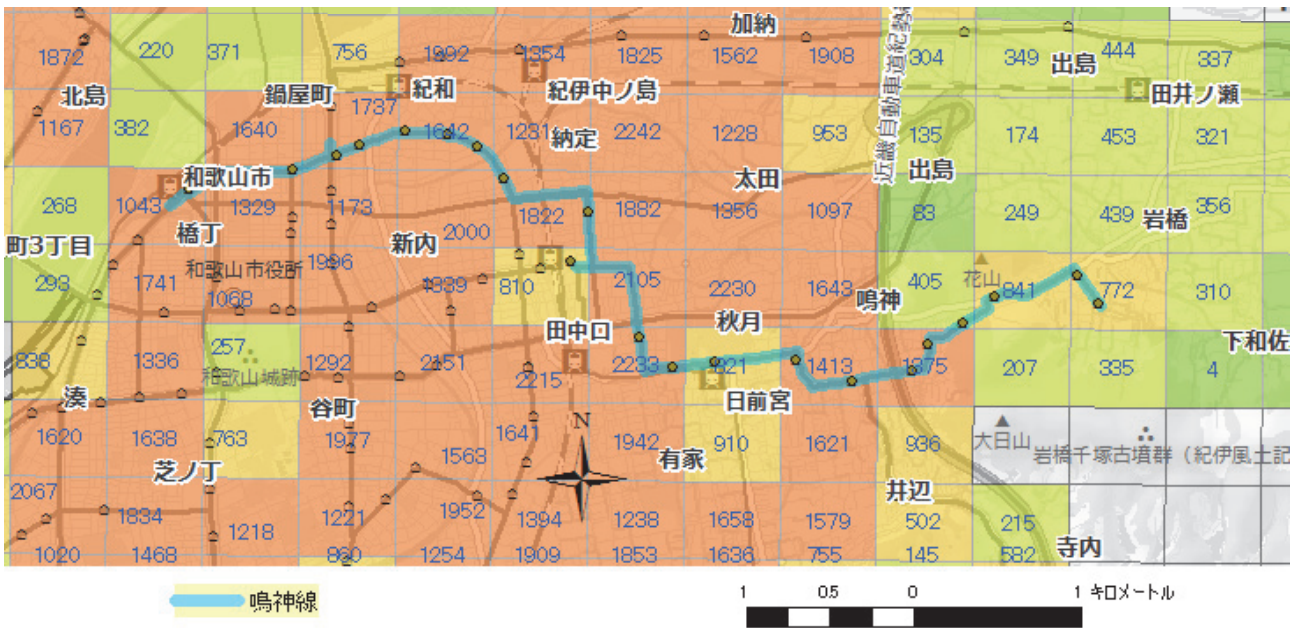 加納
1872 220 371 756 1992 1354 1825 1562 1908 304 349 出島 444 337
北島 鍋屋町 紀和 紀伊中ノ島 田井ノ瀬
1737
1167 382 1640 1642 1231 納定 2242 1228 953 135 174 453 321
近畿自動車道紀勢
和歌山市 太田 出島
268 1043 1329 1173 2000 1822 1882 1356 1097 83 249 439 岩橋 356
町3丁目 橋丁 新内
和歌山市役所 1996 花山
293 1741 1068 1339 810 2105 2230 1643 鳴神 405 841 772 310
田中口 秋月 下和佐
838 1336 257 1292 2151 2215 2233 821 1413 1375 207 335 4
和歌山城跡
湊 谷町 日前宮
N
1620 1638 763 1977 1563 1641 1942 有家 910 1621 936 大日山 岩橋千塚古墳群(紀伊風土記
芝ノ丁 井辺
2067 1834 1218 1221 1952 1394 1238 1658 1579 502 215
1020 1468 860 1254 1909 1853 1636 755 145 582 寺内
鳴神線
1 0.5 0 1 キロメートル